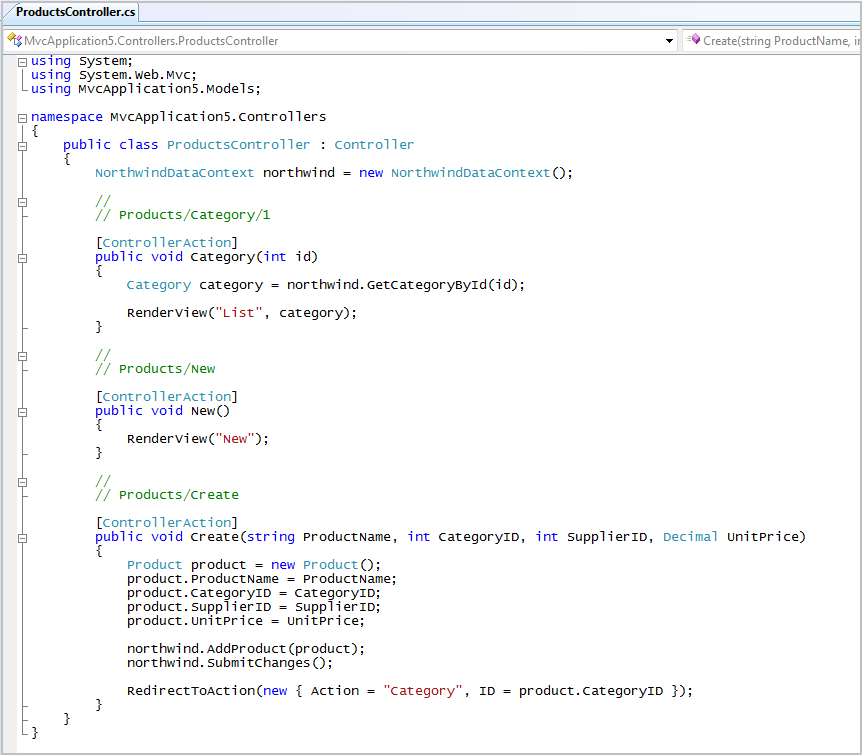 ProductsController.cs
MvcApplication5.Controllers.ProductsController
Create(string ProductName,
using System;
using System.Web.Mvc;
using MvcApplication5.Models;
namespace MvcApplication5.Controllers
{
    public class ProductsController : Controller
    {
        NorthwindDataContext northwind = new NorthwindDataContext();
        //
        // Products/Category/1
        [ControllerAction]
        public void Category(int id)
        {
            Category category = northwind.GetCategoryById(id);
            RenderView("List", category);
        }
        //
        // Products/New
        [ControllerAction]
        public void New()
        {
            RenderView("New");
        }
        //
        // Products/Create
        [ControllerAction]
        public void Create(string ProductName, int CategoryID, int SupplierID, Decimal UnitPrice)
        {
            Product product = new Product();
            product.ProductName = ProductName;
            product.CategoryID = CategoryID;
            product.SupplierID = SupplierID;
            product.UnitPrice = UnitPrice;
            northwind.AddProduct(product);
            northwind.SubmitChanges();
            RedirectToAction(new { Action = "Category", ID = product.CategoryID });
        }
    }
}